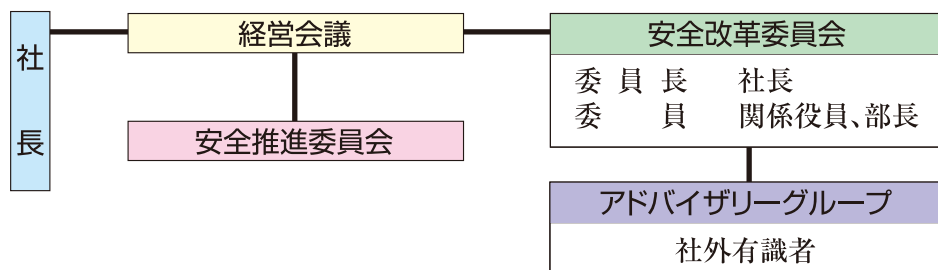 社長
経営会議
安全推進委員会
安全改革委員会
委員長 社長
委員 関係役員、部長
アドバイザリーグループ
社外有識者